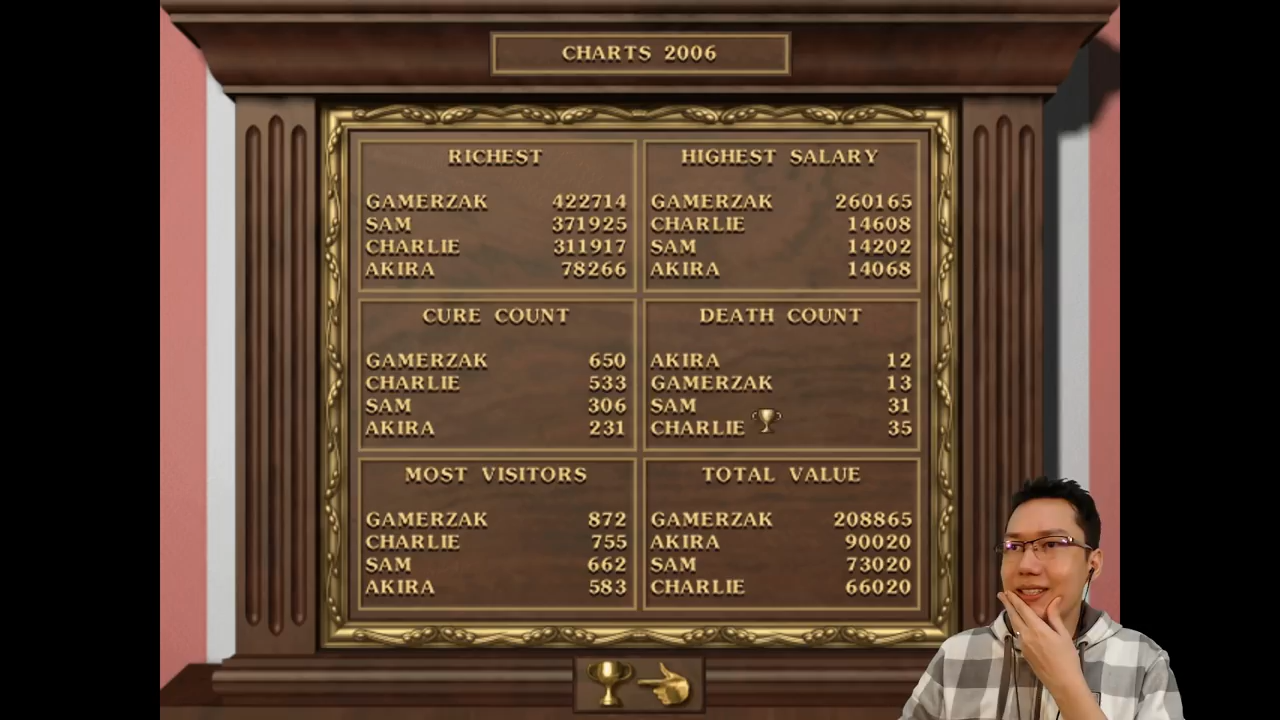 CHARTS 2006
RICHEST
GAMERZAK 422714
SAM 371925
CHARLIE 311917
AKIRA 78266
HIGHEST SALARY
GAMERZAK 260165
CHARLIE 14608
SAM 14202
AKIRA 14068
CURE COUNT
GAMERZAK 650
CHARLIE 533
SAM 306
AKIRA 231
DEATH COUNT
AKIRA 12
GAMERZAK 13
SAM 31
CHARLIE 35
MOST VISITORS
GAMERZAK 872
CHARLIE 755
SAM 662
AKIRA 583
TOTAL VALUE
GAMERZAK 208865
AKIRA 90020
SAM 73020
CHARLIE 66020